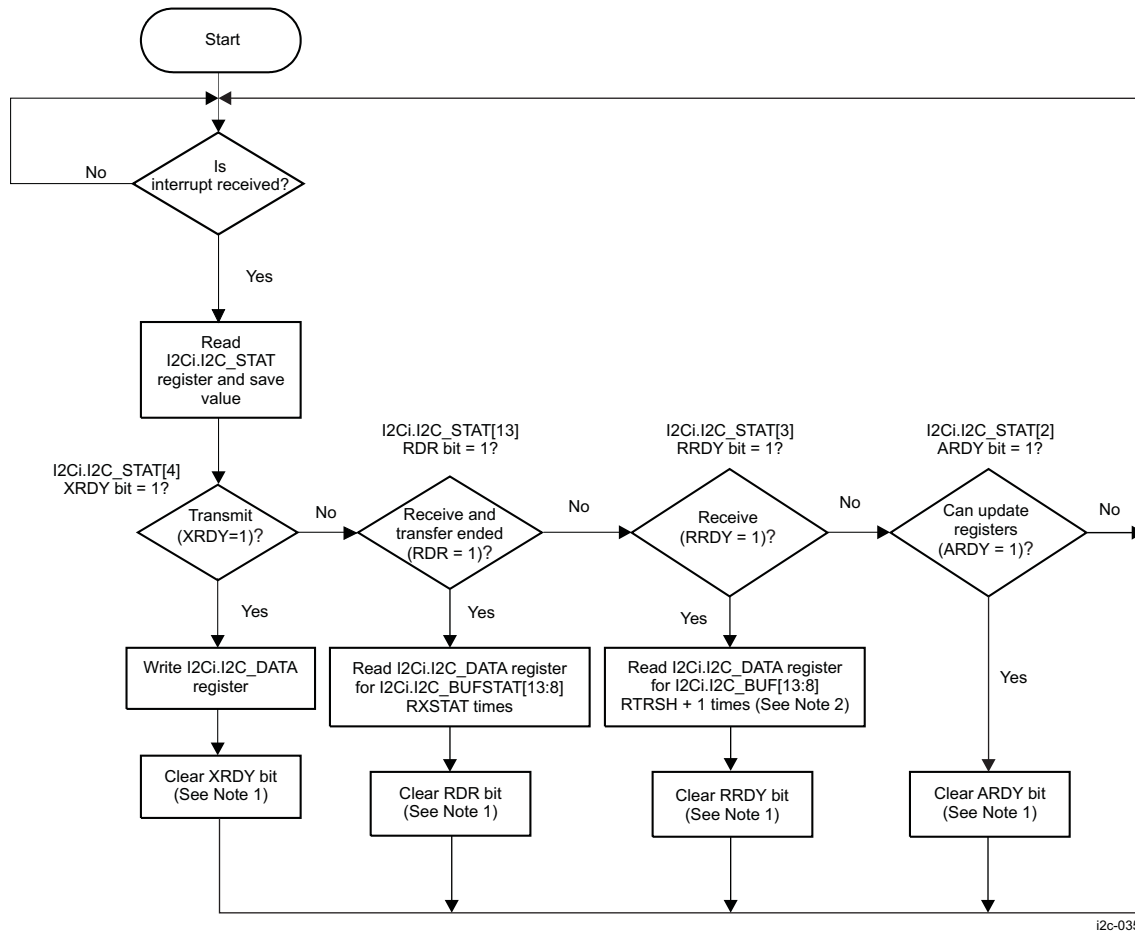 Start
Is
interrupt received?
No
Yes
Read
I2Ci.I2C_STAT
register and save
value
I2Ci.I2C_STAT[4]
XRDY bit = 1?
Transmit
(XRDY=1)?
No
Yes
Write I2Ci.I2C_DATA
register
Clear XRDY bit
(See Note 1)
I2Ci.I2C_STAT[13]
RDR bit = 1?
Receive and
transfer ended
(RDR = 1)?
No
Yes
Read I2Ci.I2C_DATA register
for I2Ci.I2C_BUFSTAT[13:8]
RXSTAT times
Clear RDR bit
(See Note 1)
I2Ci.I2C_STAT[3]
RRDY bit = 1?
Receive
(RRDY = 1)?
No
Yes
Read I2Ci.I2C_DATA register
for I2Ci.I2C_BUF[13:8]
RTRSH + 1 times (See Note 2)
Clear RRDY bit
(See Note 1)
I2Ci.I2C_STAT[2]
ARDY bit = 1?
Can update
registers
(ARDY = 1)?
No
Yes
Clear ARDY bit
(See Note 1)
i2c-035